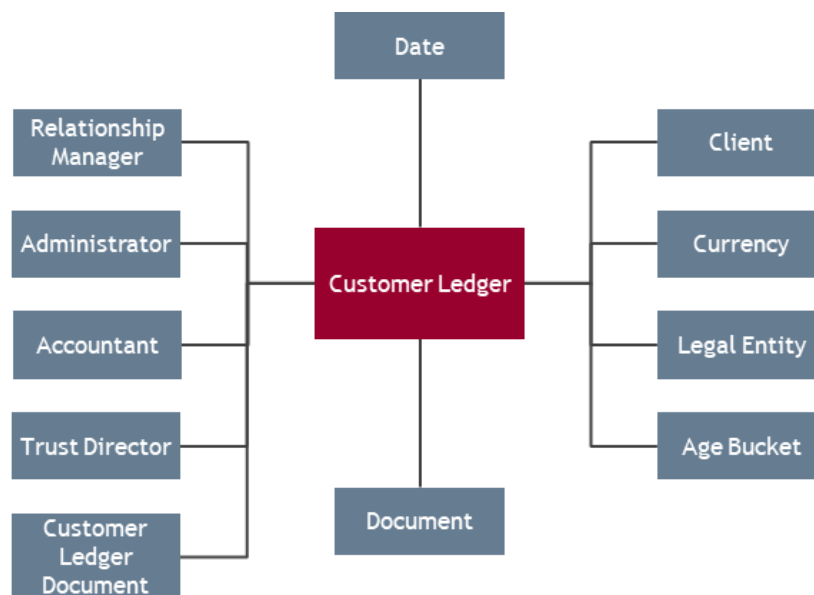 Date
Relationship
Manager
Client
Administrator
Currency
Customer Ledger
Accountant
Legal Entity
Trust Director
Age Bucket
Document
Customer
Ledger
Document